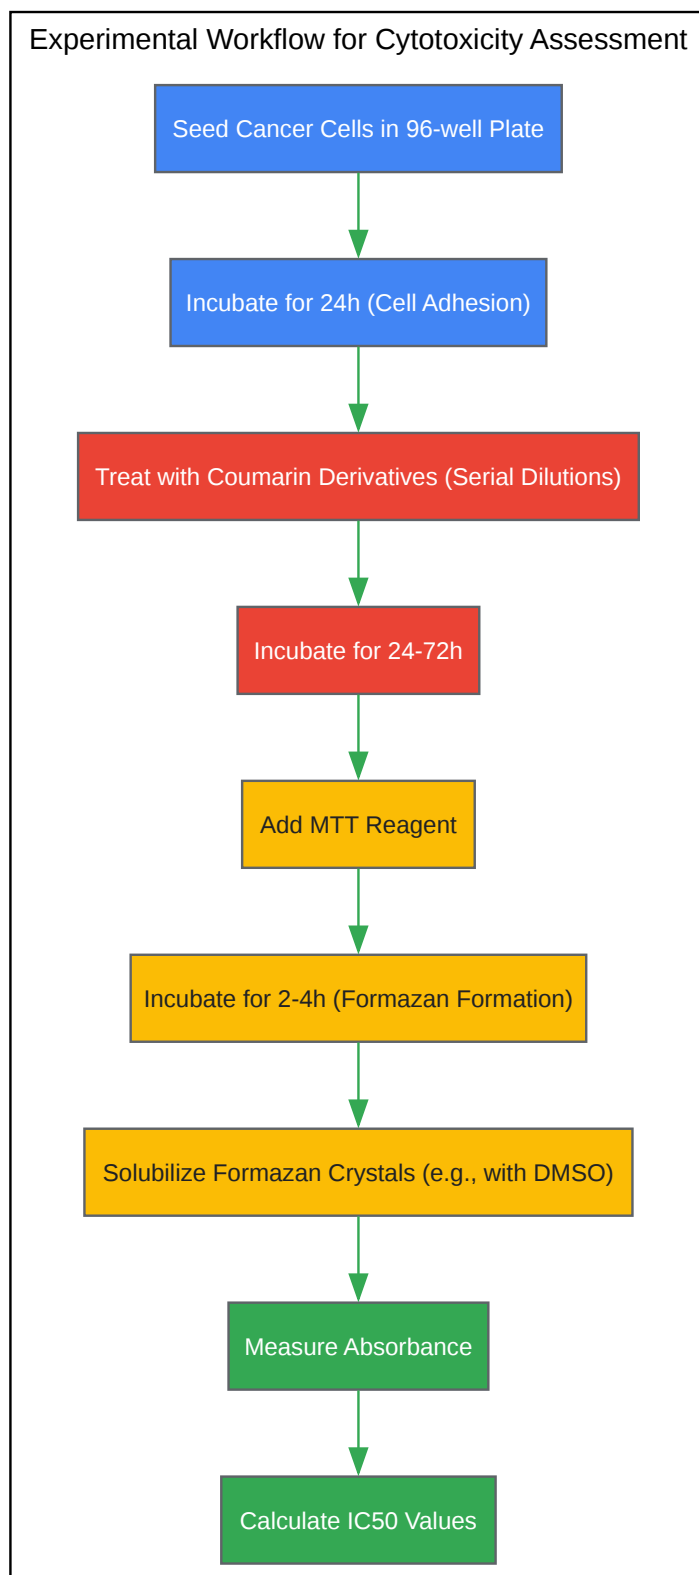 Experimental Workflow for Cytotoxicity Assessment
Seed Cancer Cells in 96-well Plate
Incubate for 24h (Cell Adhesion)
Treat with Coumarin Derivatives (Serial Dilutions)
Incubate for 24-72h
Add MTT Reagent
Incubate for 2-4h (Formazan Formation)
Solubilize Formazan Crystals (e.g., with DMSO)
Measure Absorbance
Calculate IC50 Values